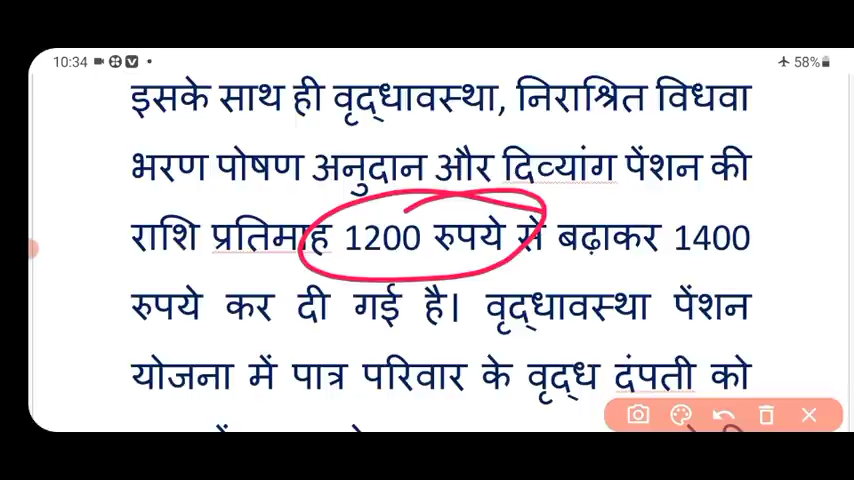 10:34
58%
इसके साथ ही वृद्धावस्था, निराश्रित विधवा
भरण पोषण अनुदान और दिव्यांग पेंशन की
राशि प्रतिमाह 1200 रुपये से बढ़ाकर 1400
रुपये कर दी गई है। वृद्धावस्था पेंशन
योजना में पात्र परिवार के वृद्ध दंपती को